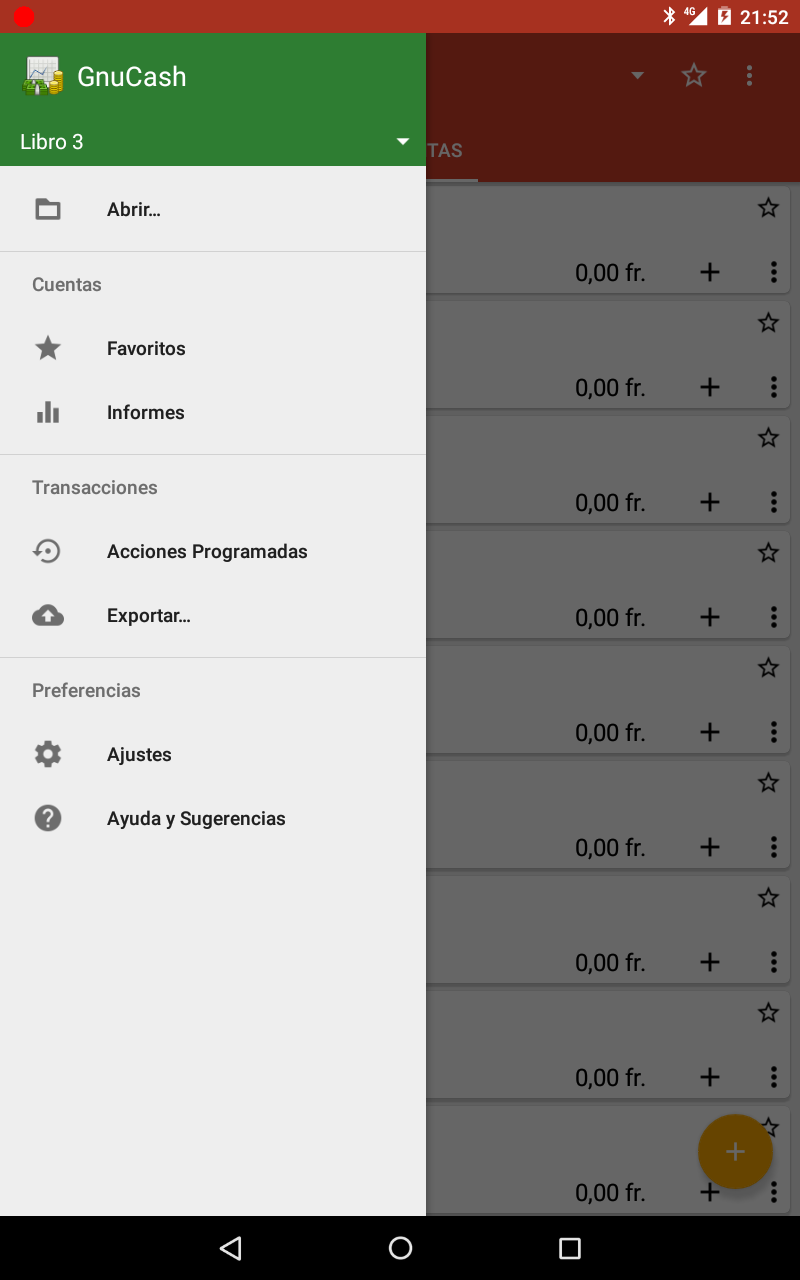 4G 21:52
GnuCash
Libro 3
TAS
Abrir...
0,00 fr.
Cuentas
Favoritos
0,00 fr.
Informes
Transacciones
0,00 fr.
Acciones Programadas
Exportar...
0,00 fr.
Preferencias
0,00 fr.
Ajustes
Ayuda y Sugerencias
0,00 fr.
0,00 fr.
0,00 fr.
0,00 fr.